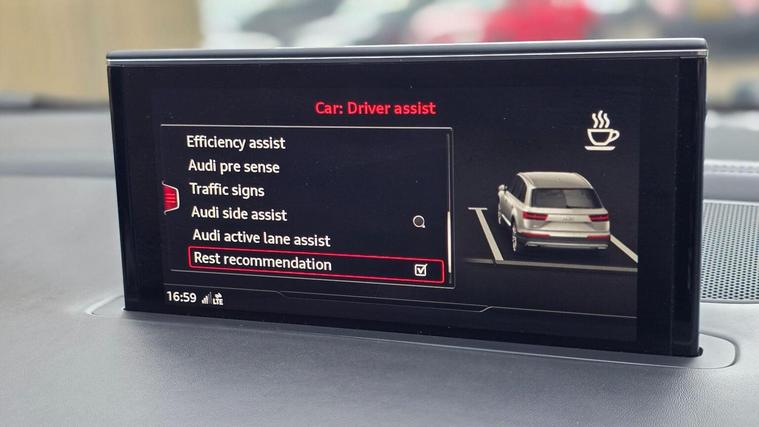 Car: Driver assist
Efficiency assist
Audi pre sense
Traffic signs
Audi side assist
Audi active lane assist
Rest recommendation
16:59 LTE